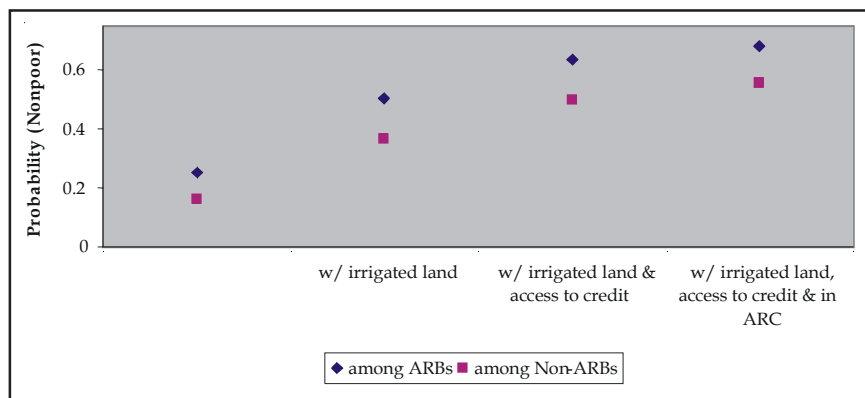 Probability (Nonpoor)
0.6
0.4
0.2
0
w/ irrigated land
w/ irrigated land &
access to credit
w/ irrigated land,
access to credit & in
ARC
among ARBs
among Non-ARBs